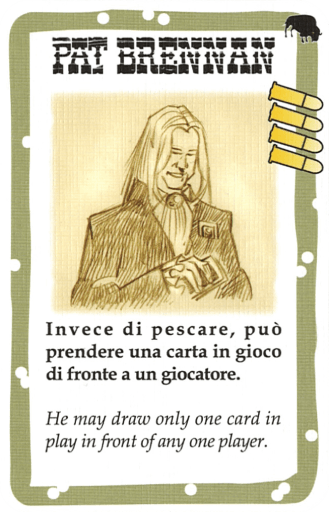 PAT BRENNAN
Invece di pescare, può
prendere una carta in gioco
di fronte a un giocatore.
He may draw only one card in
play in front of any one player.